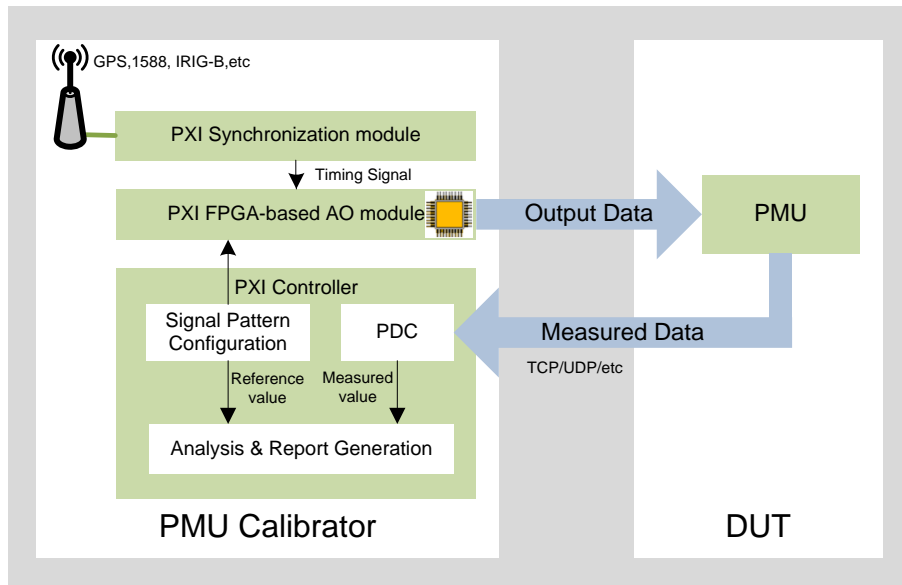 GPS,1588, IRIG-B,etc
PXI Synchronization module
Timing Signal
PXI FPGA-based AO module
Output Data
PMU
PXI Controller
Signal Pattern
Configuration
PDC
Measured Data
TCP/UDP/etc
Reference
value
Measured
value
Analysis & Report Generation
PMU Calibrator
DUT